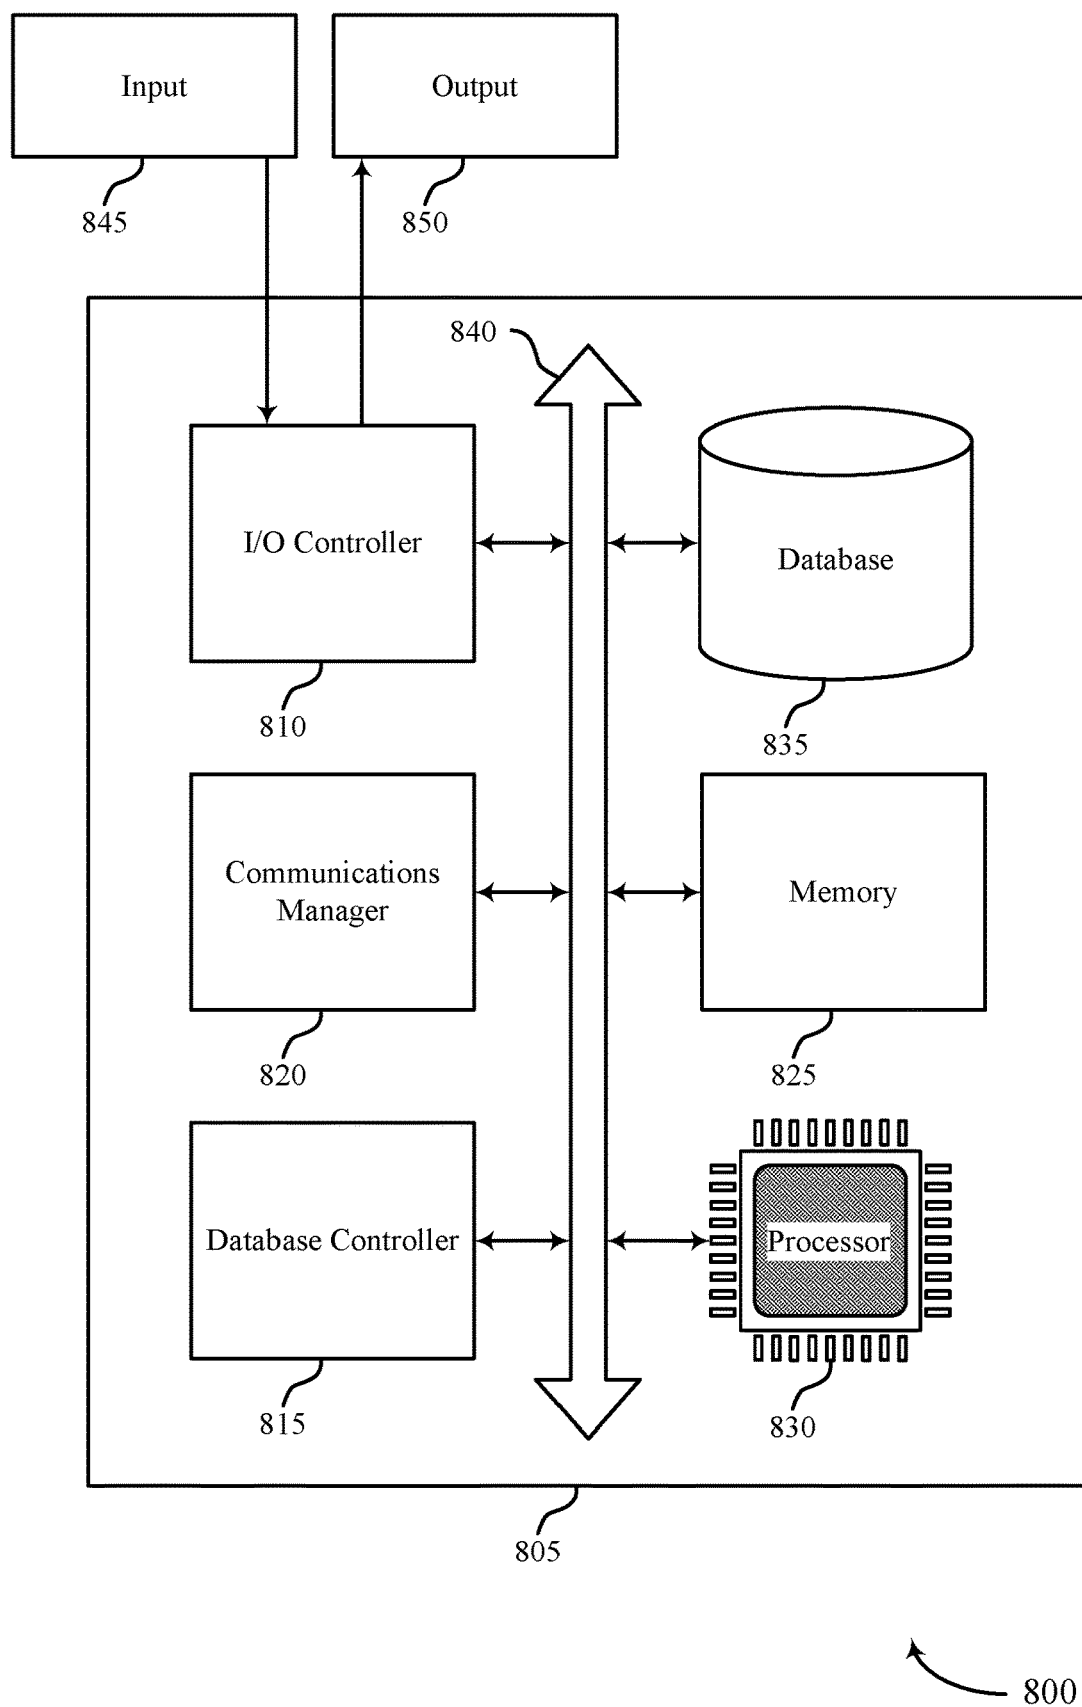 Input
Output
845
850
840
I/O Controller
Database
810
835
Communications
Manager
Memory
820
825
Database Controller
Processor
815
830
805
800